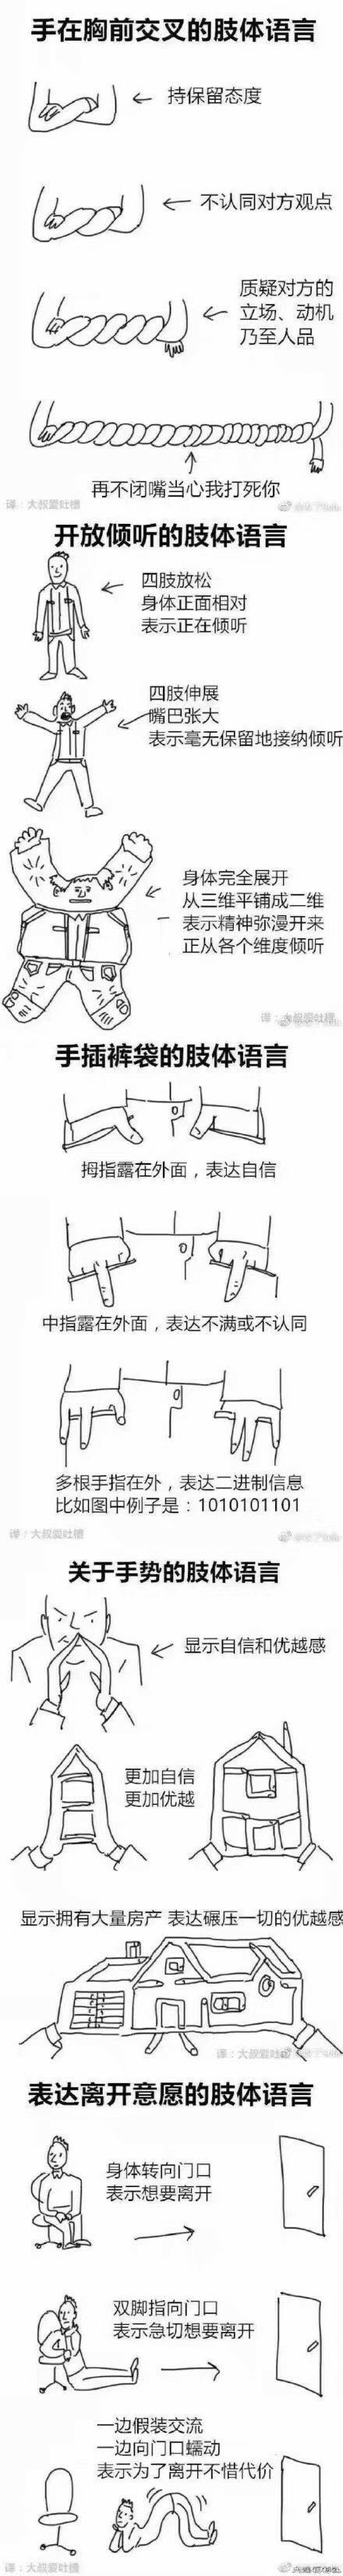 手在胸前交叉的肢体语言
持保留态度
不认同对方观点
质疑对方的
立场、动机
乃至人品
再不闭嘴当心我打死你
译：大叔爱吐槽
开放倾听的肢体语言
四肢放松
身体正面相对
表示正在倾听
四肢伸展
嘴巴张大
表示毫无保留地接纳倾听
身体完全展开
从三维平铺成二维
表示精神弥漫开来
正从各个维度倾听
译：大叔爱吐槽
手插裤袋的肢体语言
拇指露在外面，表达自信
中指露在外面，表达不满或不认同
多根手指在外，表达二进制信息
比如图中例子是：1010101101
译：大叔爱吐槽
关于手势的肢体语言
显示自信和优越感
更加自信
更加优越
显示拥有大量房产 表达碾压一切的优越感
译：大叔爱吐槽
表达离开意愿的肢体语言
身体转向门口
表示想要离开
双脚指向门口
表示急切想要离开
一边假装交流
一边向门口蠕动
表示为了离开不惜代价
译：大叔爱吐槽